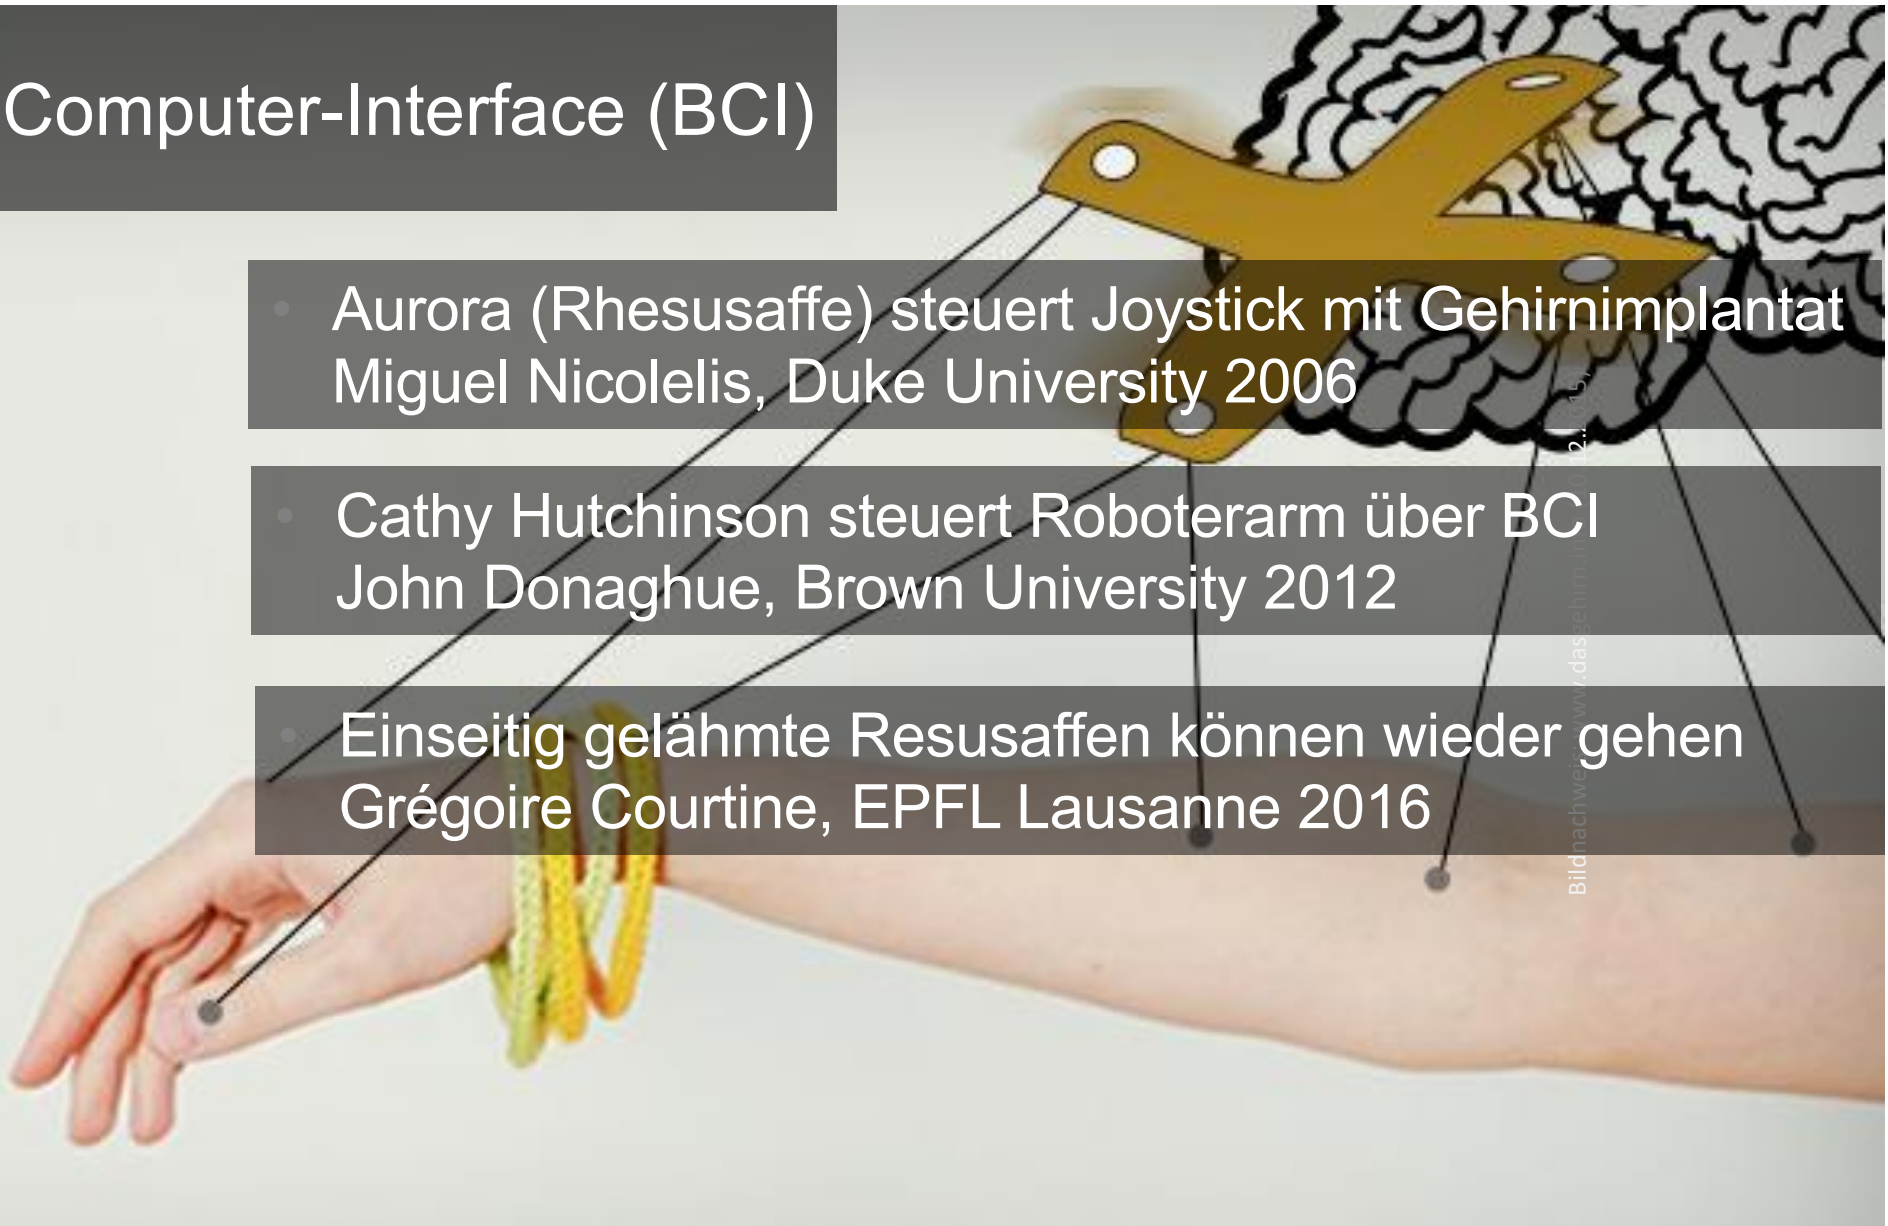 Computer-Interface (BCI)
Aurora (Rhesusaffe) steuert Joystick mit Gehirnimplantat
Miguel Nicolelis, Duke University 2006
Cathy Hutchinson steuert Roboterarm über BCI
John Donaghue, Brown University 2012
Einseitig gelähmte Resusaffen können wieder gehen
Grégoire Courtine, EPFL Lausanne 2016
Bildnachweis